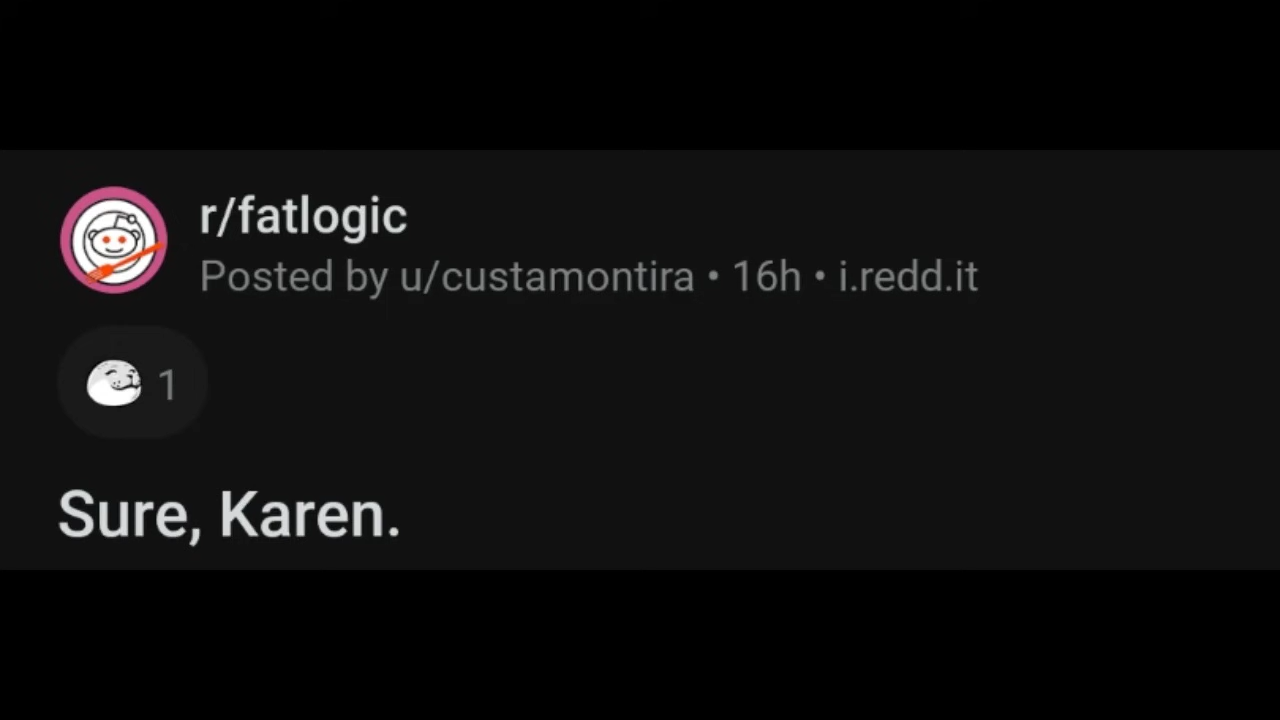 r/fatlogic
Posted by u/custamontira • 16h • i.redd.it
1
Sure, Karen.